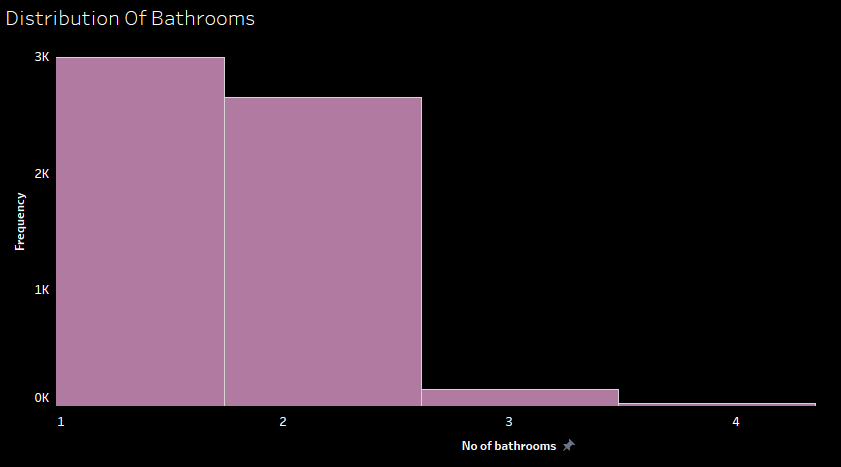 Distribution Of Bathrooms
3K
2K
1K
0K
Frequency
1 2 3 4
No of bathrooms